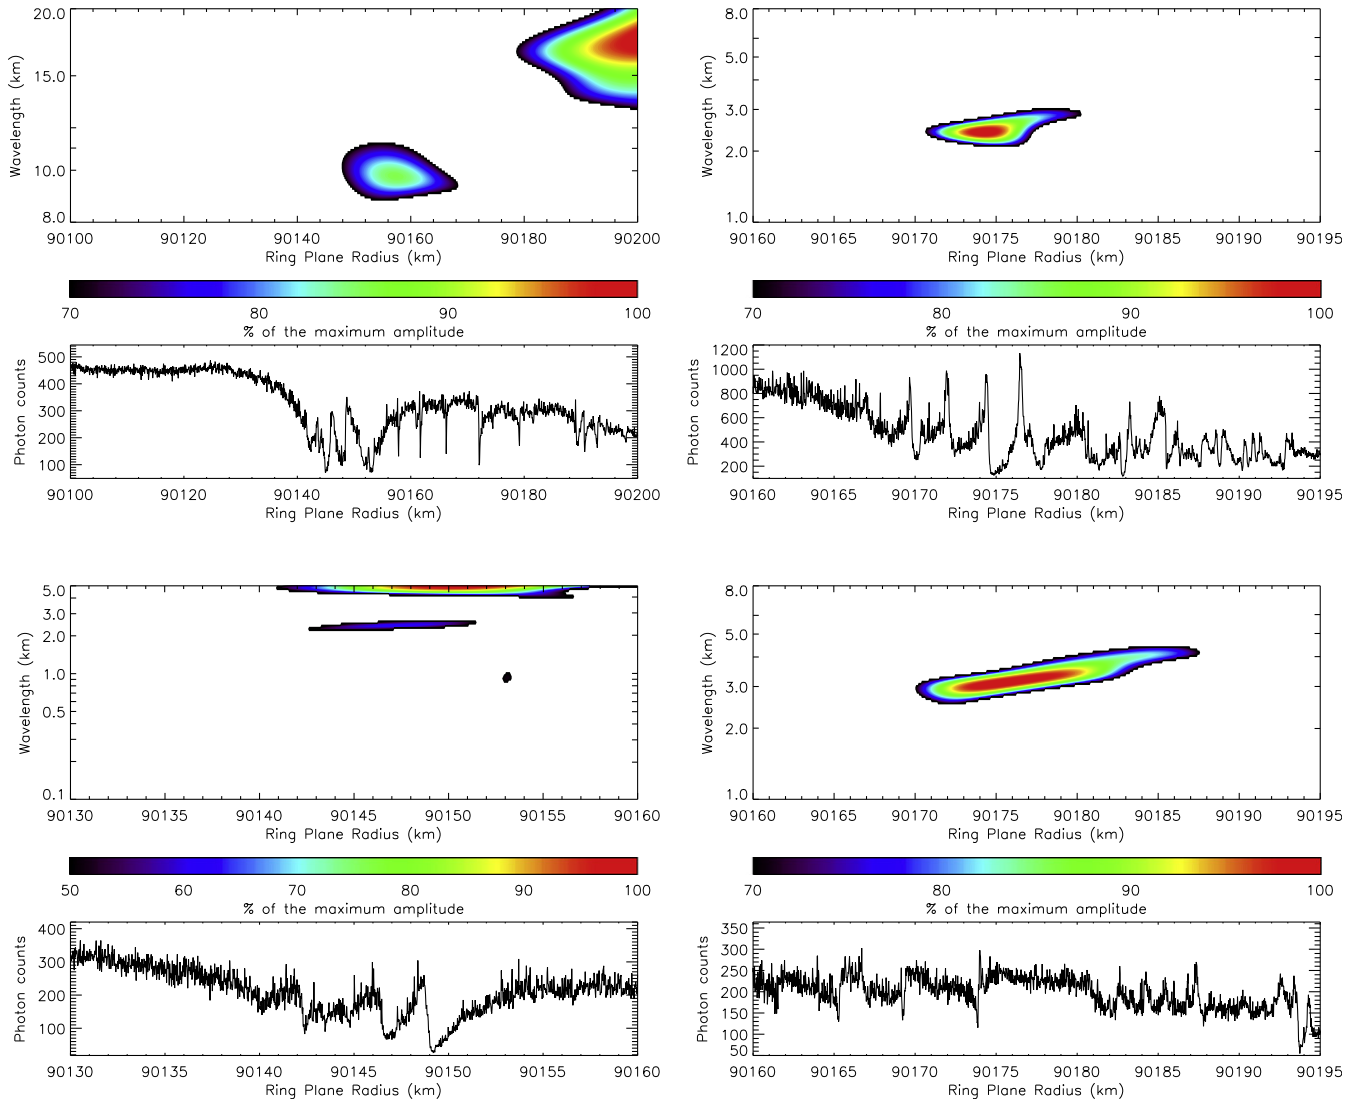 20.0
15.0
10.0
8.0
Wavelength (km)
90100 90120 90140 90160 90180 90200
Ring Plane Radius (km)
70 80 90 100
% of the maximum amplitude
500
400
300
200
100
Photon counts
90100 90120 90140 90160 90180 90200
Ring Plane Radius (km)
8.0
5.0
3.0
2.0
1.0
Wavelength (km)
90160 90165 90170 90175 90180 90185 90190 90195
Ring Plane Radius (km)
70 80 90 100
% of the maximum amplitude
1200
1000
800
600
400
200
Photon counts
90160 90165 90170 90175 90180 90185 90190 90195
Ring Plane Radius (km)
5.0
3.0
2.0
1.0
0.5
0.1
Wavelength (km)
90130 90135 90140 90145 90150 90155 90160
Ring Plane Radius (km)
50 60 70 80 90 100
% of the maximum amplitude
400
300
200
100
Photon counts
90130 90135 90140 90145 90150 90155 90160
Ring Plane Radius (km)
8.0
5.0
3.0
2.0
1.0
Wavelength (km)
90160 90165 90170 90175 90180 90185 90190 90195
Ring Plane Radius (km)
70 80 90 100
% of the maximum amplitude
350
300
250
200
150
100
50
Photon counts
90160 90165 90170 90175 90180 90185 90190 90195
Ring Plane Radius (km)